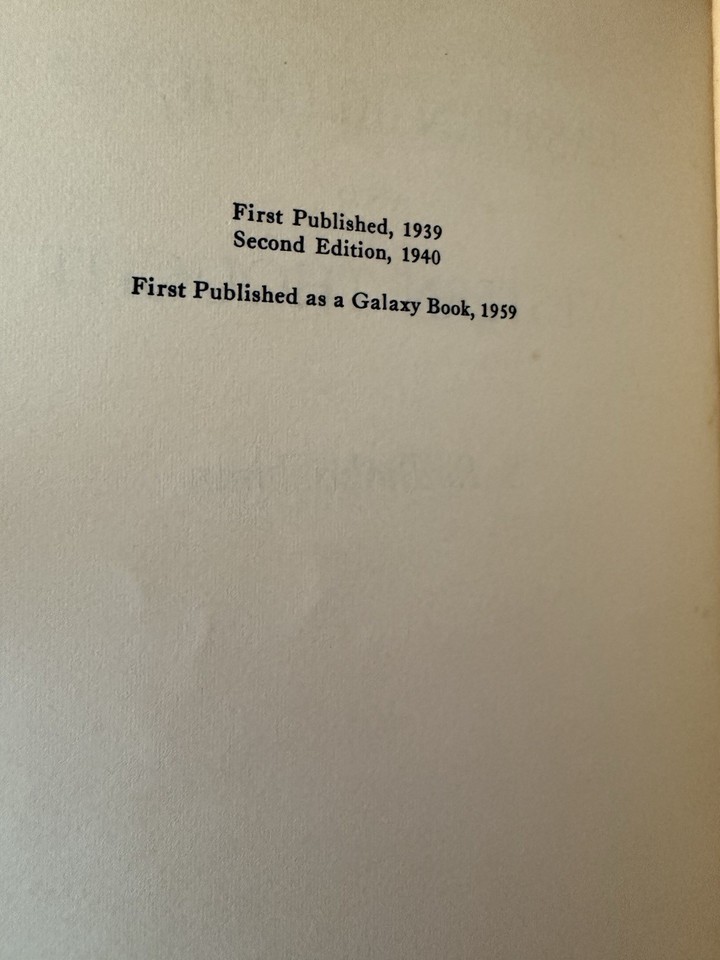 First Published, 1939
Second Edition, 1940
First Published as a Galaxy Book, 1959